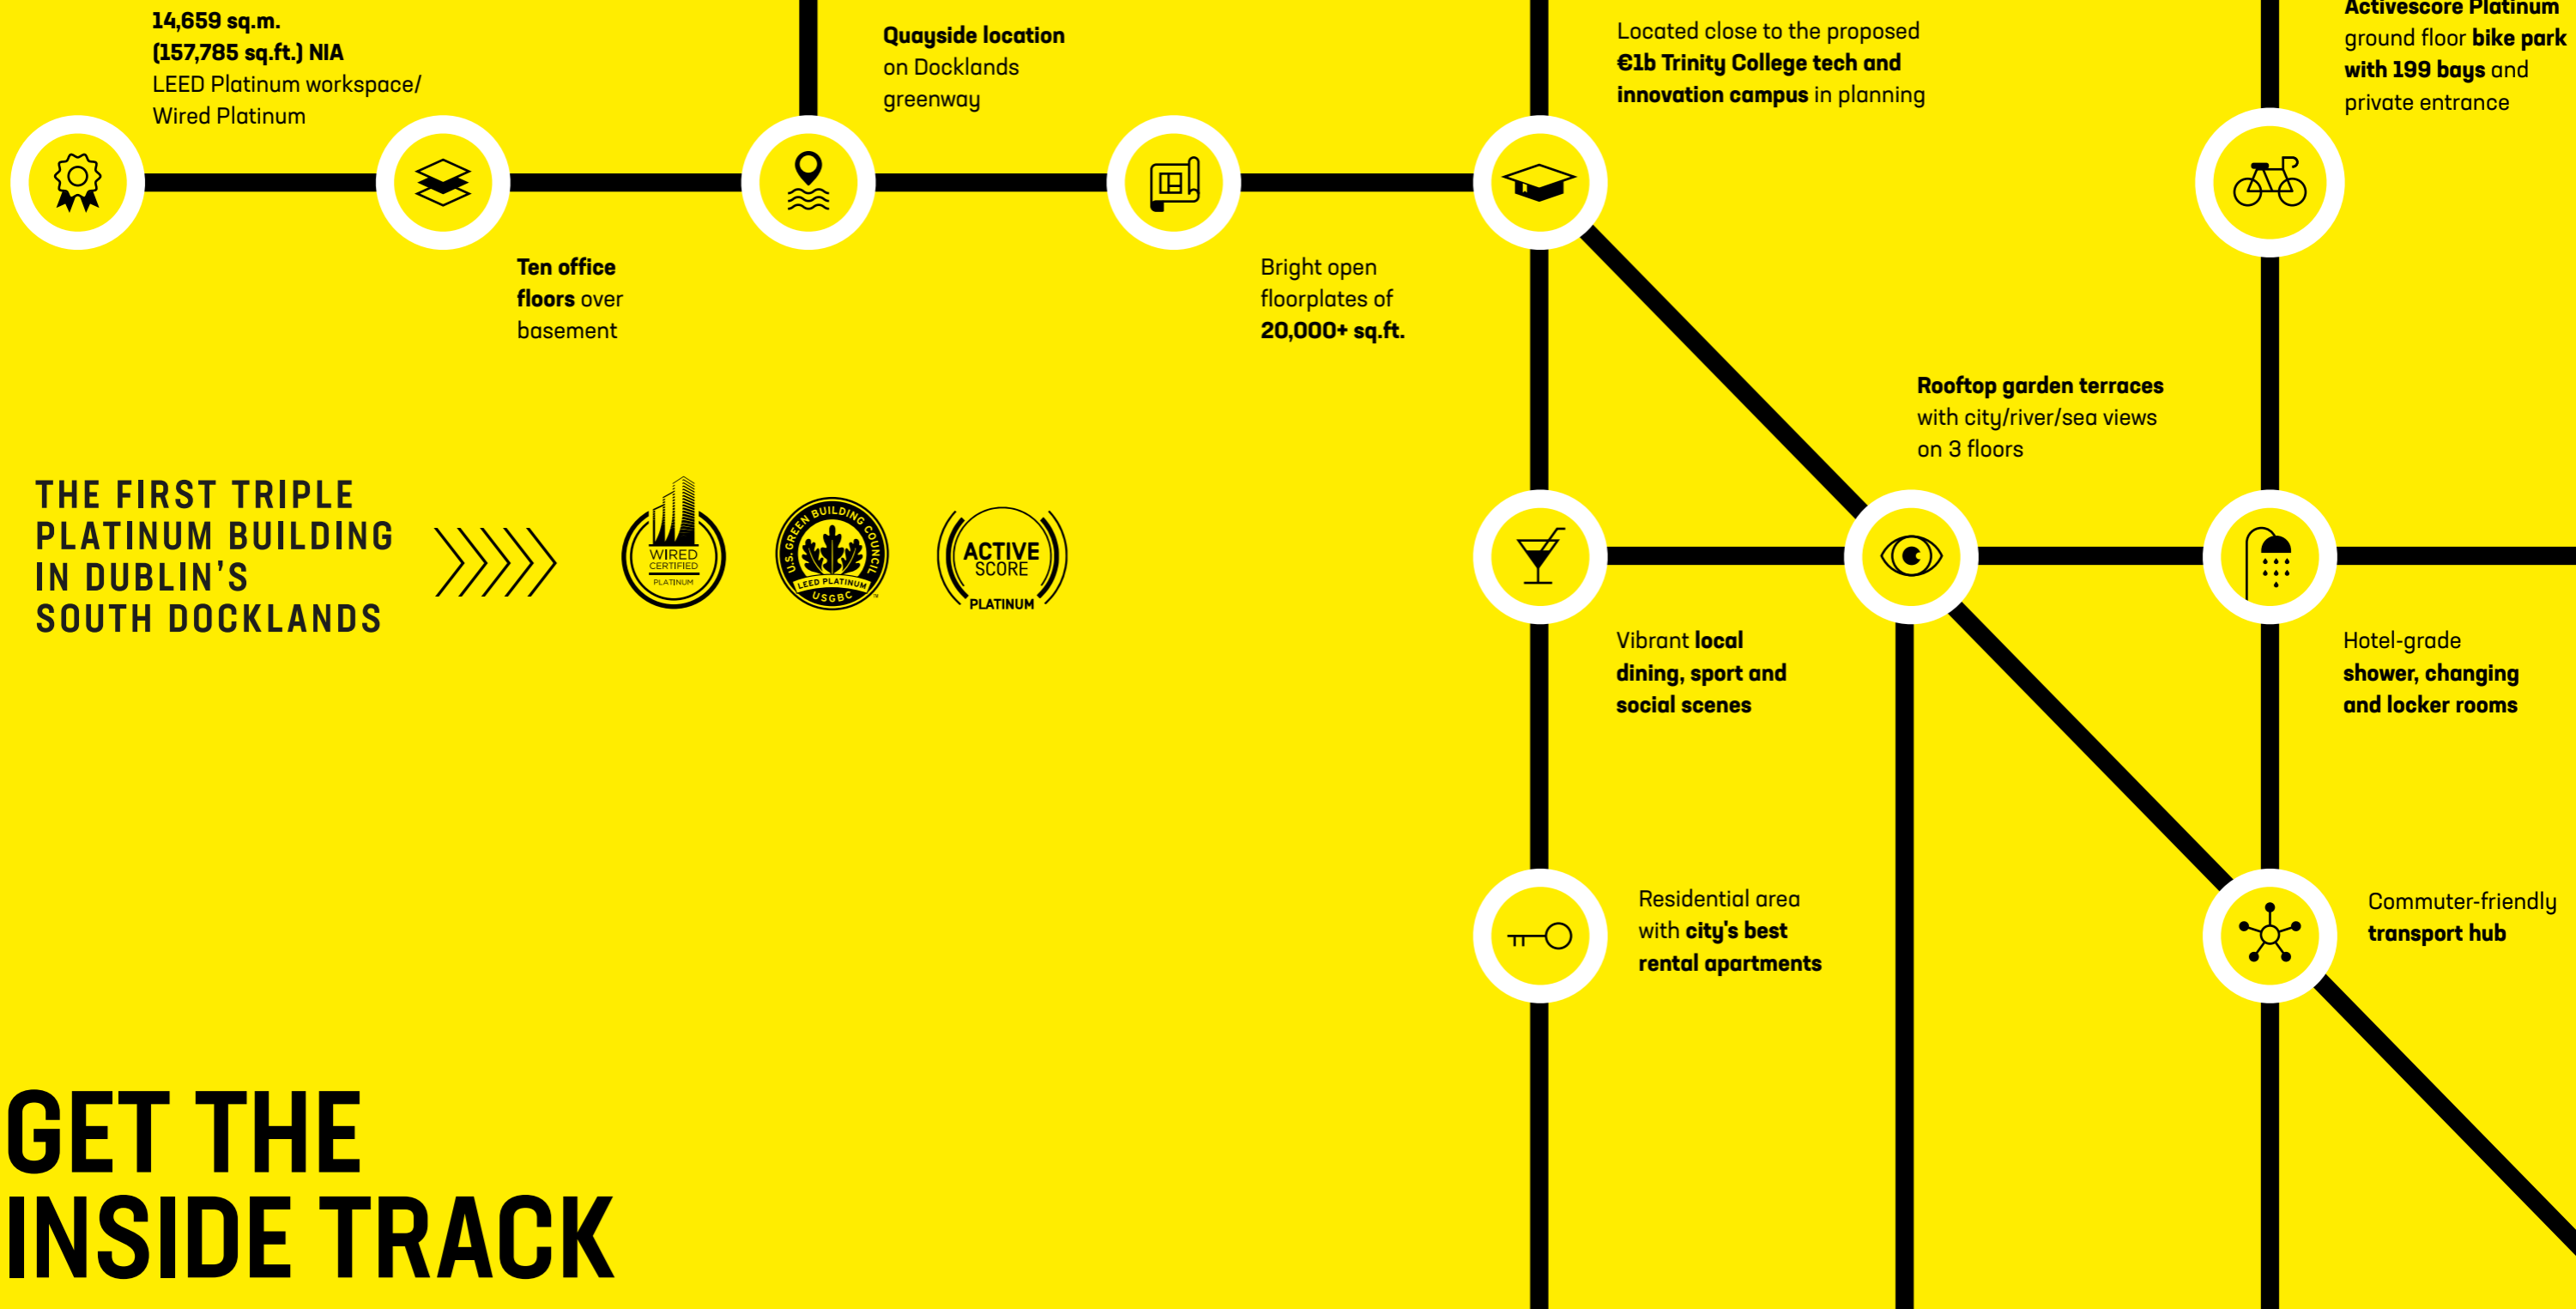 14,659 sq.m.
(157,785 sq.ft.) NIA
LEED Platinum workspace/
Wired Platinum
Quayside location
on Docklands
greenway
Located close to the proposed
€1b Trinity College tech and
innovation campus in planning
Activescore Platinum
ground floor bike park
with 199 bays and
private entrance
Ten office
floors over
basement
Bright open
floorplates of
20,000+ sq.ft.
Rooftop garden terraces
with city/river/sea views
on 3 floors
THE FIRST TRIPLE
PLATINUM BUILDING
IN DUBLIN'S
SOUTH DOCKLANDS
WIRED
CERTIFIED
PLATINUM
U.S. GREEN BUILDING COUNCIL
LEED PLATINUM
USGBC
ACTIVE
SCORE
PLATINUM
Vibrant local
dining, sport and
social scenes
Hotel-grade
shower, changing
and locker rooms
Residential area
with city's best
rental apartments
Commuter-friendly
transport hub
GET THE
INSIDE TRACK